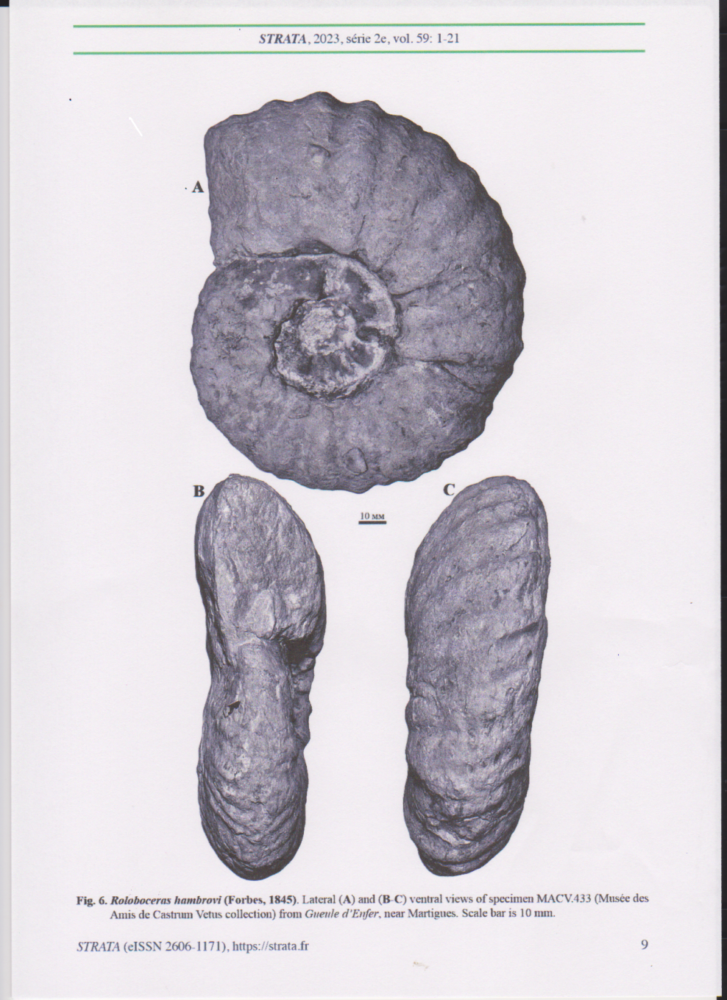 STRATA, 2023, série 2e, vol. 59: 1-21
A
B
C
10 MM
Fig. 6. Roloboceras hambrovi (Forbes, 1845). Lateral (A) and (B-C) ventral views of specimen MACV.433 (Musée des
Amis de Castrum Vetus collection) from Gueule d'Enfer, near Martigues. Scale bar is 10 mm.
STRATA (eISSN 2606-1171), https://strata.fr
9